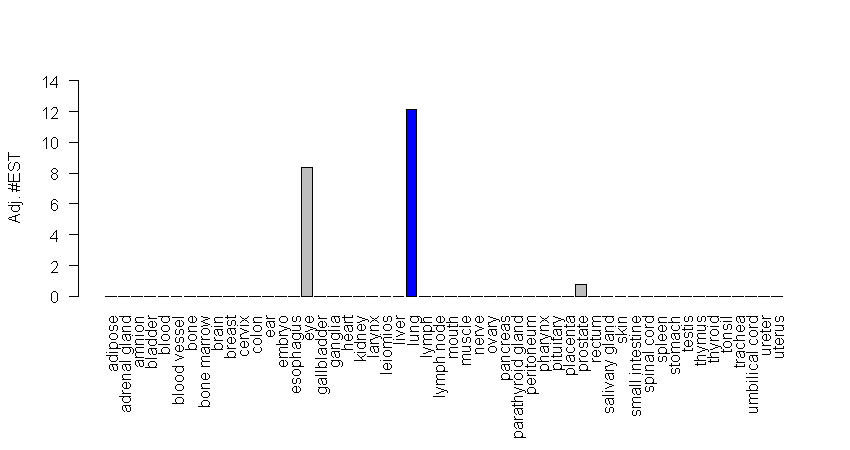 Adj. #EST
14
12
10
8
6
4
2
0
adipose
adrenal gland
amnion
bladder
blood
blood vessel
bone
bone marrow
brain
breast
cervix
colon
ear
embryo
esophagus
eye
gallbladder
ganglia
heart
kidney
larynx
leiomios
liver
lung
lymph
lymph node
mouth
muscle
nerve
ovary
pancreas
parathyroid gland
peritoneum
pharynx
pituitary
placenta
prostate
rectum
salivary gland
skin
small intestine
spinal cord
spleen
stomach
testis
thymus
thyroid
tonsil
trachea
umbilical cord
ureter
uterus